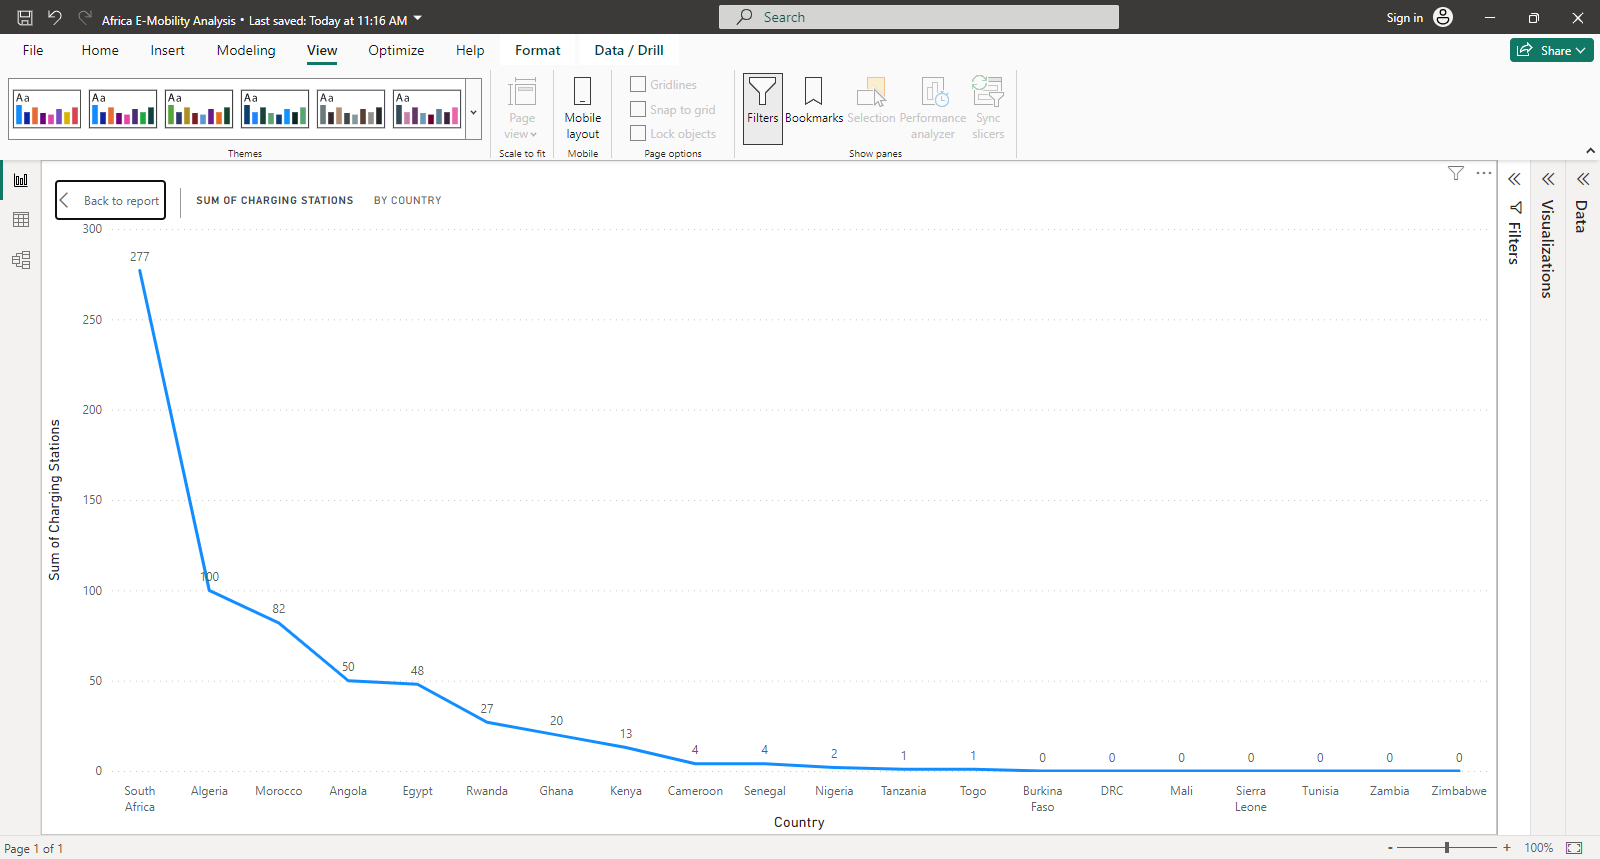 Africa E-Mobility Analysis • Last saved: Today at 11:16 AM
Search
Sign in
File Home Insert Modeling View Optimize Help Format Data / Drill
Share
Aa Aa Aa Aa Aa Aa
Page view
Mobile layout
Gridlines
Snap to grid
Lock objects
Filters
Bookmarks
Selection
Performance analyzer
Sync slicers
Themes
Scale to fit
Mobile
Page options
Show panes
Back to report
SUM OF CHARGING STATIONS BY COUNTRY
Filters
Visualizations
Data
Sum of Charging Stations
300
250
200
150
100
50
0
277
100
82
50
48
27
20
13
4
4
2
1
1
0
0
0
0
0
0
0
South Africa
Algeria
Morocco
Angola
Egypt
Rwanda
Ghana
Kenya
Cameroon
Senegal
Nigeria
Tanzania
Togo
Burkina Faso
DRC
Mali
Sierra Leone
Tunisia
Zambia
Zimbabwe
Country
Page 1 of 1
- + 100%